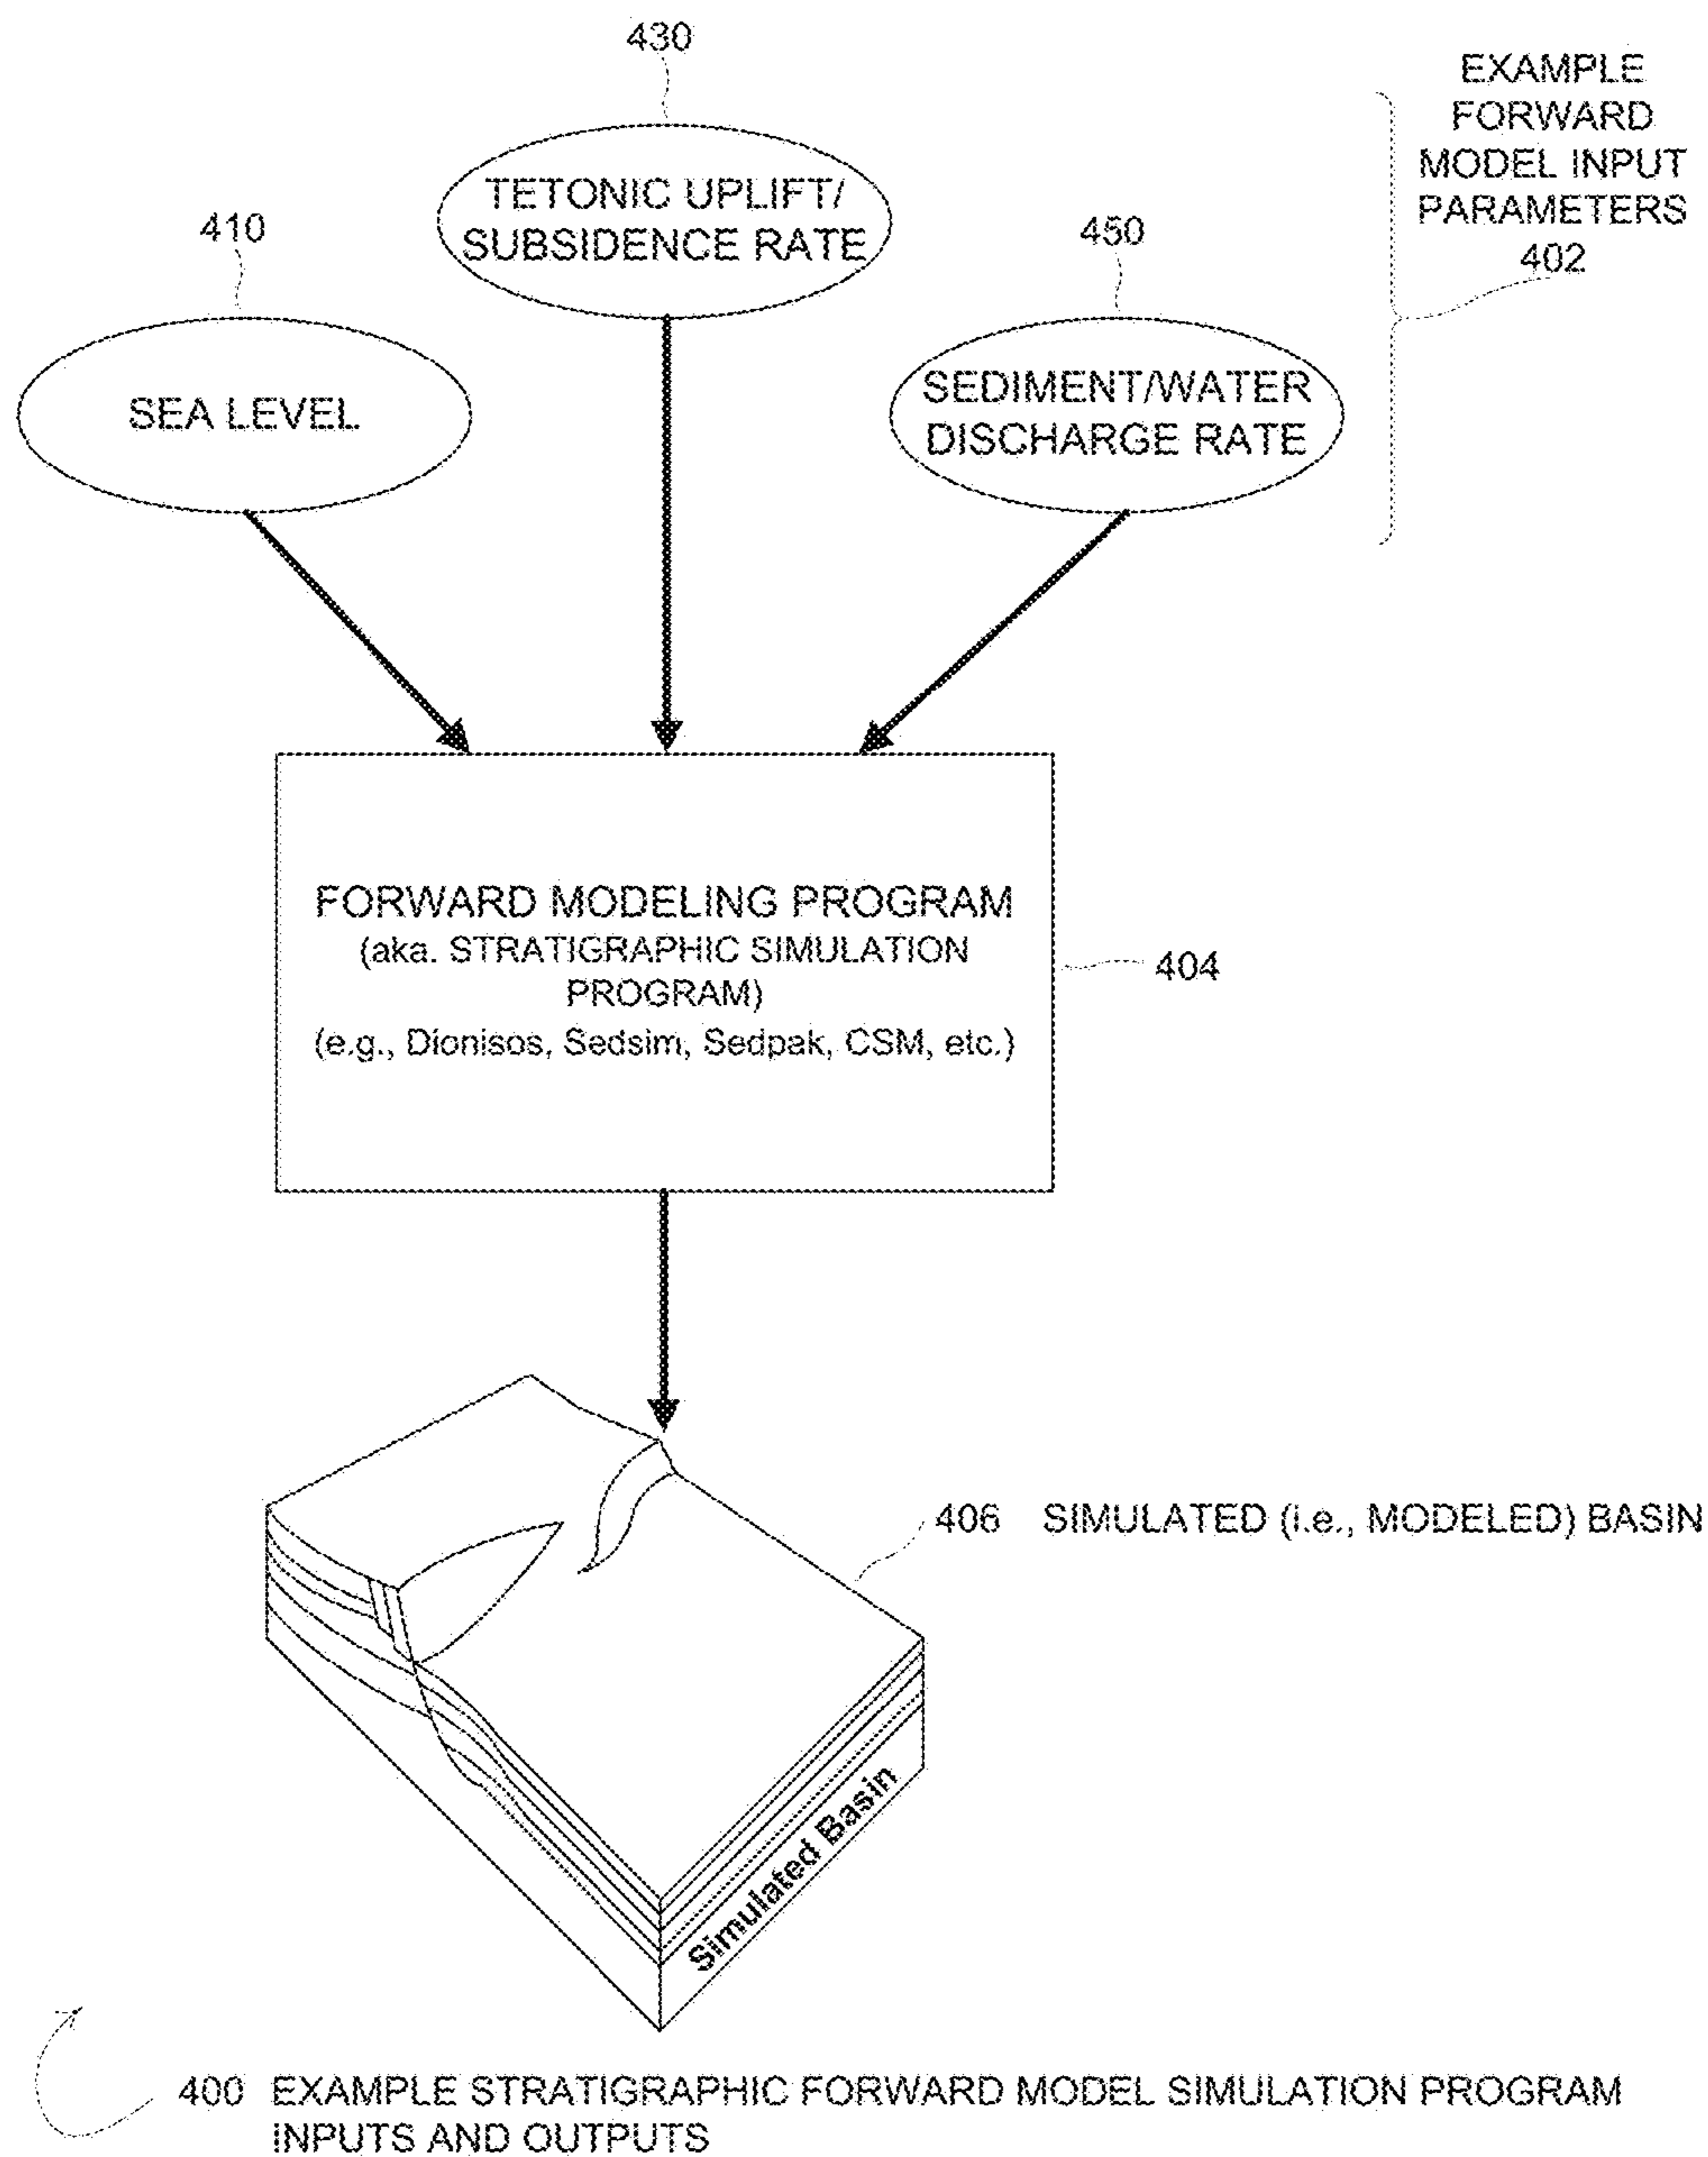 430
EXAMPLE
FORWARD
MODEL INPUT
PARAMETERS
402
TETONIC UPLIFT/
SUBSIDENCE RATE
410
450
SEA LEVEL
SEDIMENT/WATER
DISCHARGE RATE
FORWARD MODELING PROGRAM
(aka. STRATIGRAPHIC SIMULATION
PROGRAM)
(e.g., Dionisos, Sedsim, Sedpak, CSM, etc.)
404
406 SIMULATED (i.e., MODELED) BASIN
Simulated Basin
400 EXAMPLE STRATIGRAPHIC FORWARD MODEL SIMULATION PROGRAM
INPUTS AND OUTPUTS